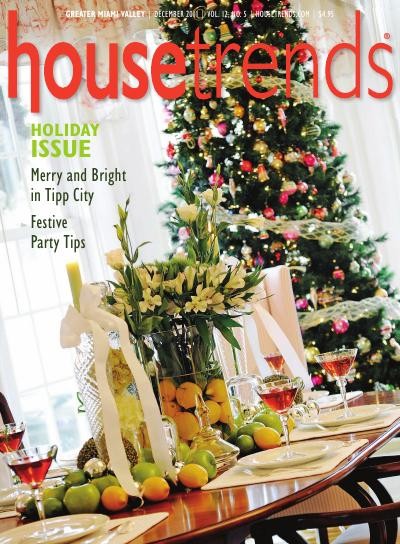 GREATER MIAMI VALLEY | DECEMBER 2011 | VOL. 12, NO. 5 | HOUSETRENDS.COM | $4.95
housetrends®
HOLIDAY
ISSUE
Merry and Bright
in Tipp City
Festive
Party Tips